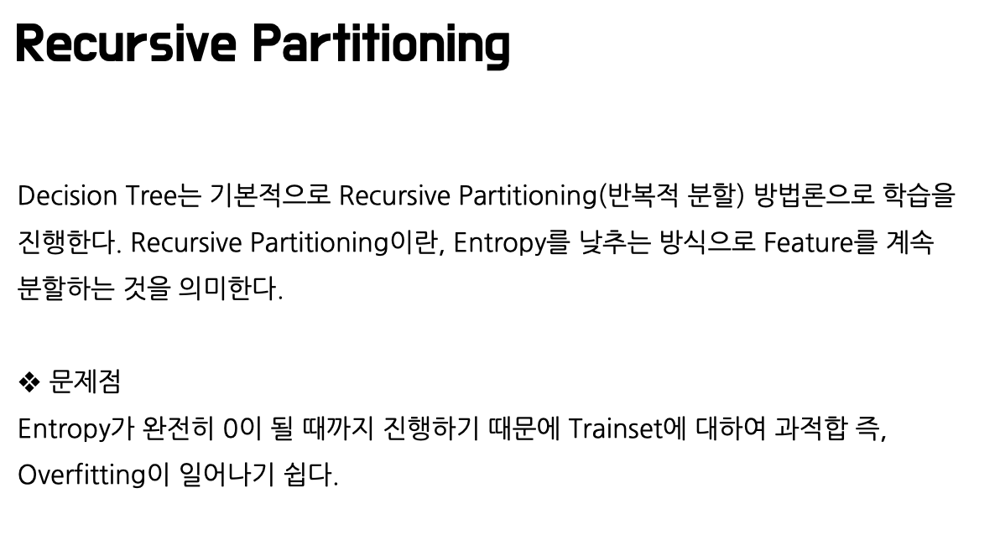 Recursive Partitioning
Decision Tree는 기본적으로 Recursive Partitioning(반복적 분할) 방법론으로 학습을
진행한다. Recursive Partitioning이란, Entropy를 낮추는 방식으로 Feature를 계속
분할하는 것을 의미한다.
❖ 문제점
Entropy가 완전히 0이 될 때까지 진행하기 때문에 Trainset에 대하여 과적합 즉,
Overfitting이 일어나기 쉽다.